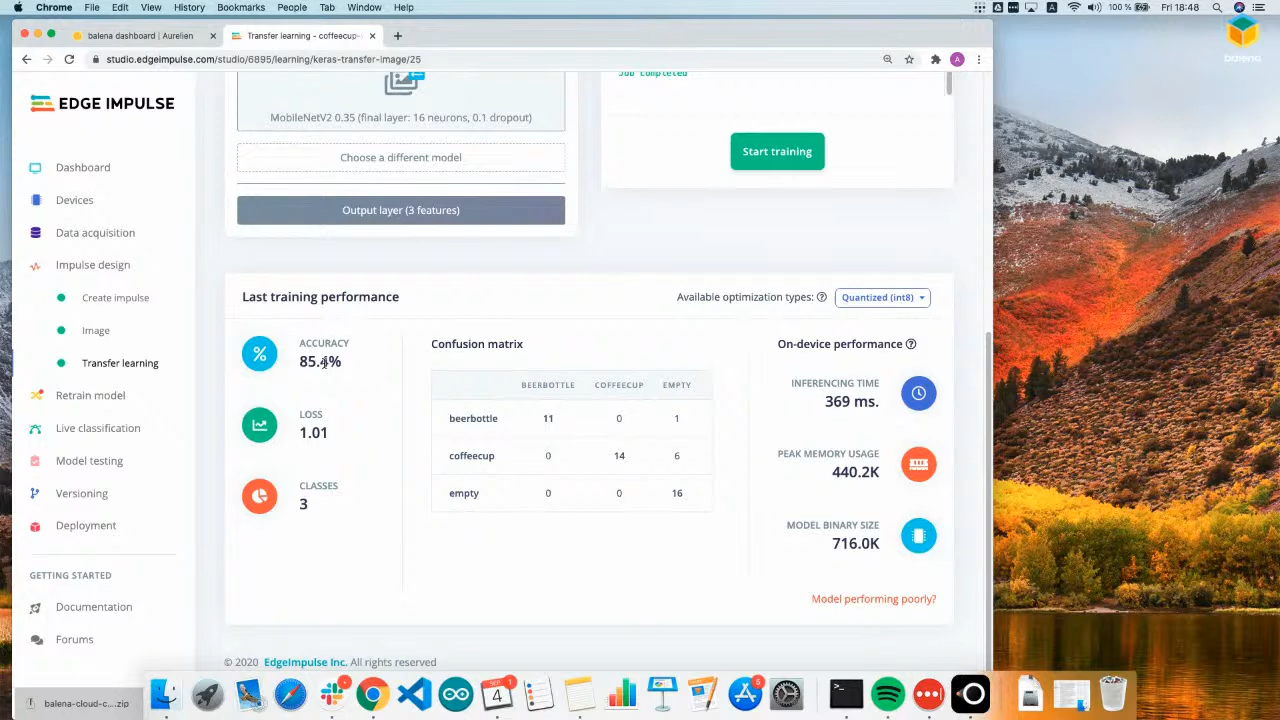 Chrome File Edit View History Bookmarks People Tab Window Help 100 % Fri 18:48
balena dashboard | Aurelien
Transfer learning - coffeecup-
studio.edgeimpulse.com/studio/6895/learning/keras-transfer-image/25
A
balena
EDGE IMPULSE
Dashboard
Devices
Data acquisition
Impulse design
Create impulse
Image
Transfer learning
Retrain model
Live classification
Model testing
Versioning
Deployment
GETTING STARTED
Documentation
Forums
MobileNetV2 0.35 (final layer: 16 neurons, 0.1 dropout)
Choose a different model
Output layer (3 features)
Job completed
Start training
Last training performance
Available optimization types: Quantized (int8)
ACCURACY
LOSS
1.01
CLASSES
3
Confusion matrix
BEERBOTTLE COFFEECUP EMPTY
beerbottle 11 0 1
coffeecup 0 14 6
empty 0 0 16
On-device performance
INFERENCING TIME
369 ms.
PEAK MEMORY USAGE
440.2K
MODEL BINARY SIZE
716.0K
Model performing poorly?
© 2020 EdgeImpulse Inc. All rights reserved
balena-cloud-c....zip
SEP
4
1
5